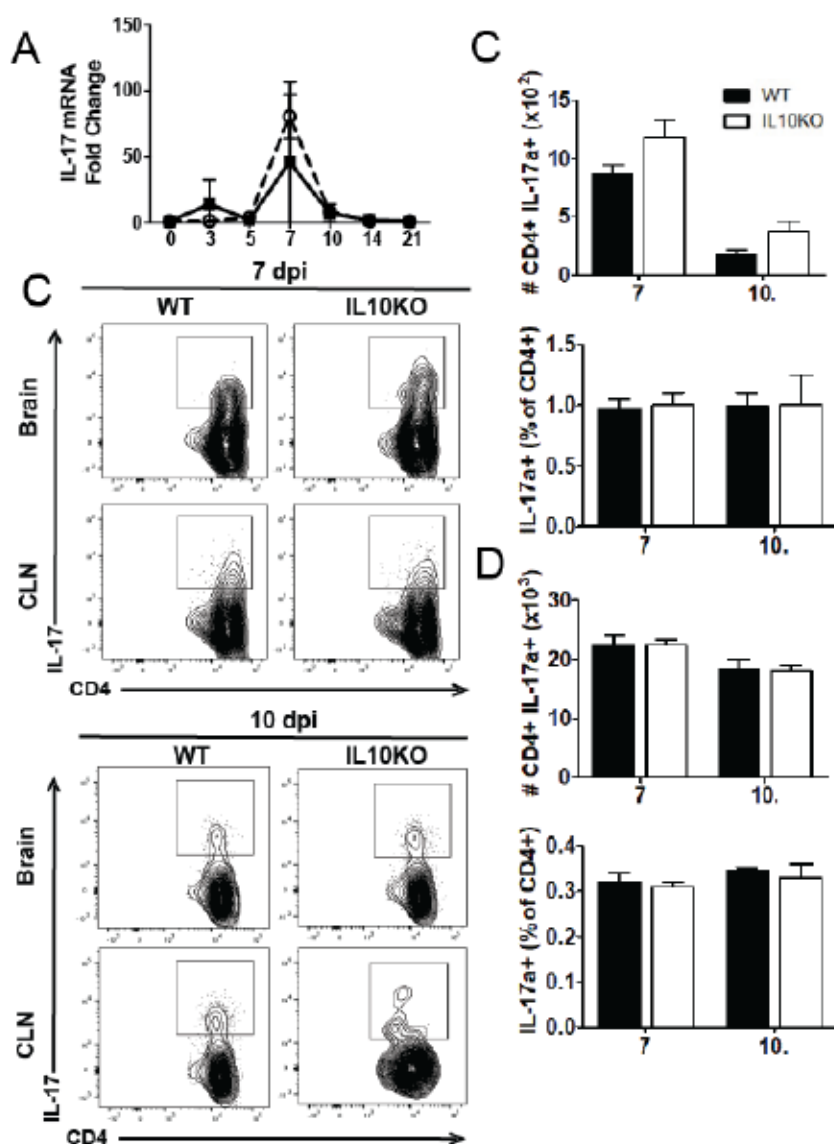 A
IL-17 mRNA
Fold Change
150
100
50
0
0 3 5 7 10 14 21
C
7 dpi
WT IL10KO
Brain
CLN
IL-17
CD4
10 dpi
WT IL10KO
Brain
CLN
IL-17
CD4
C
WT
IL10KO
# CD4+ IL-17a+ (x10²)
15
10
5
0
7 10.
IL-17a+ (% of CD4+)
1.5
1.0
0.5
0.0
7 10.
D
# CD4+ IL-17a+ (x10³)
30
20
10
0
7 10.
IL-17a+ (% of CD4+)
0.4
0.3
0.2
0.1
0.0
7 10.